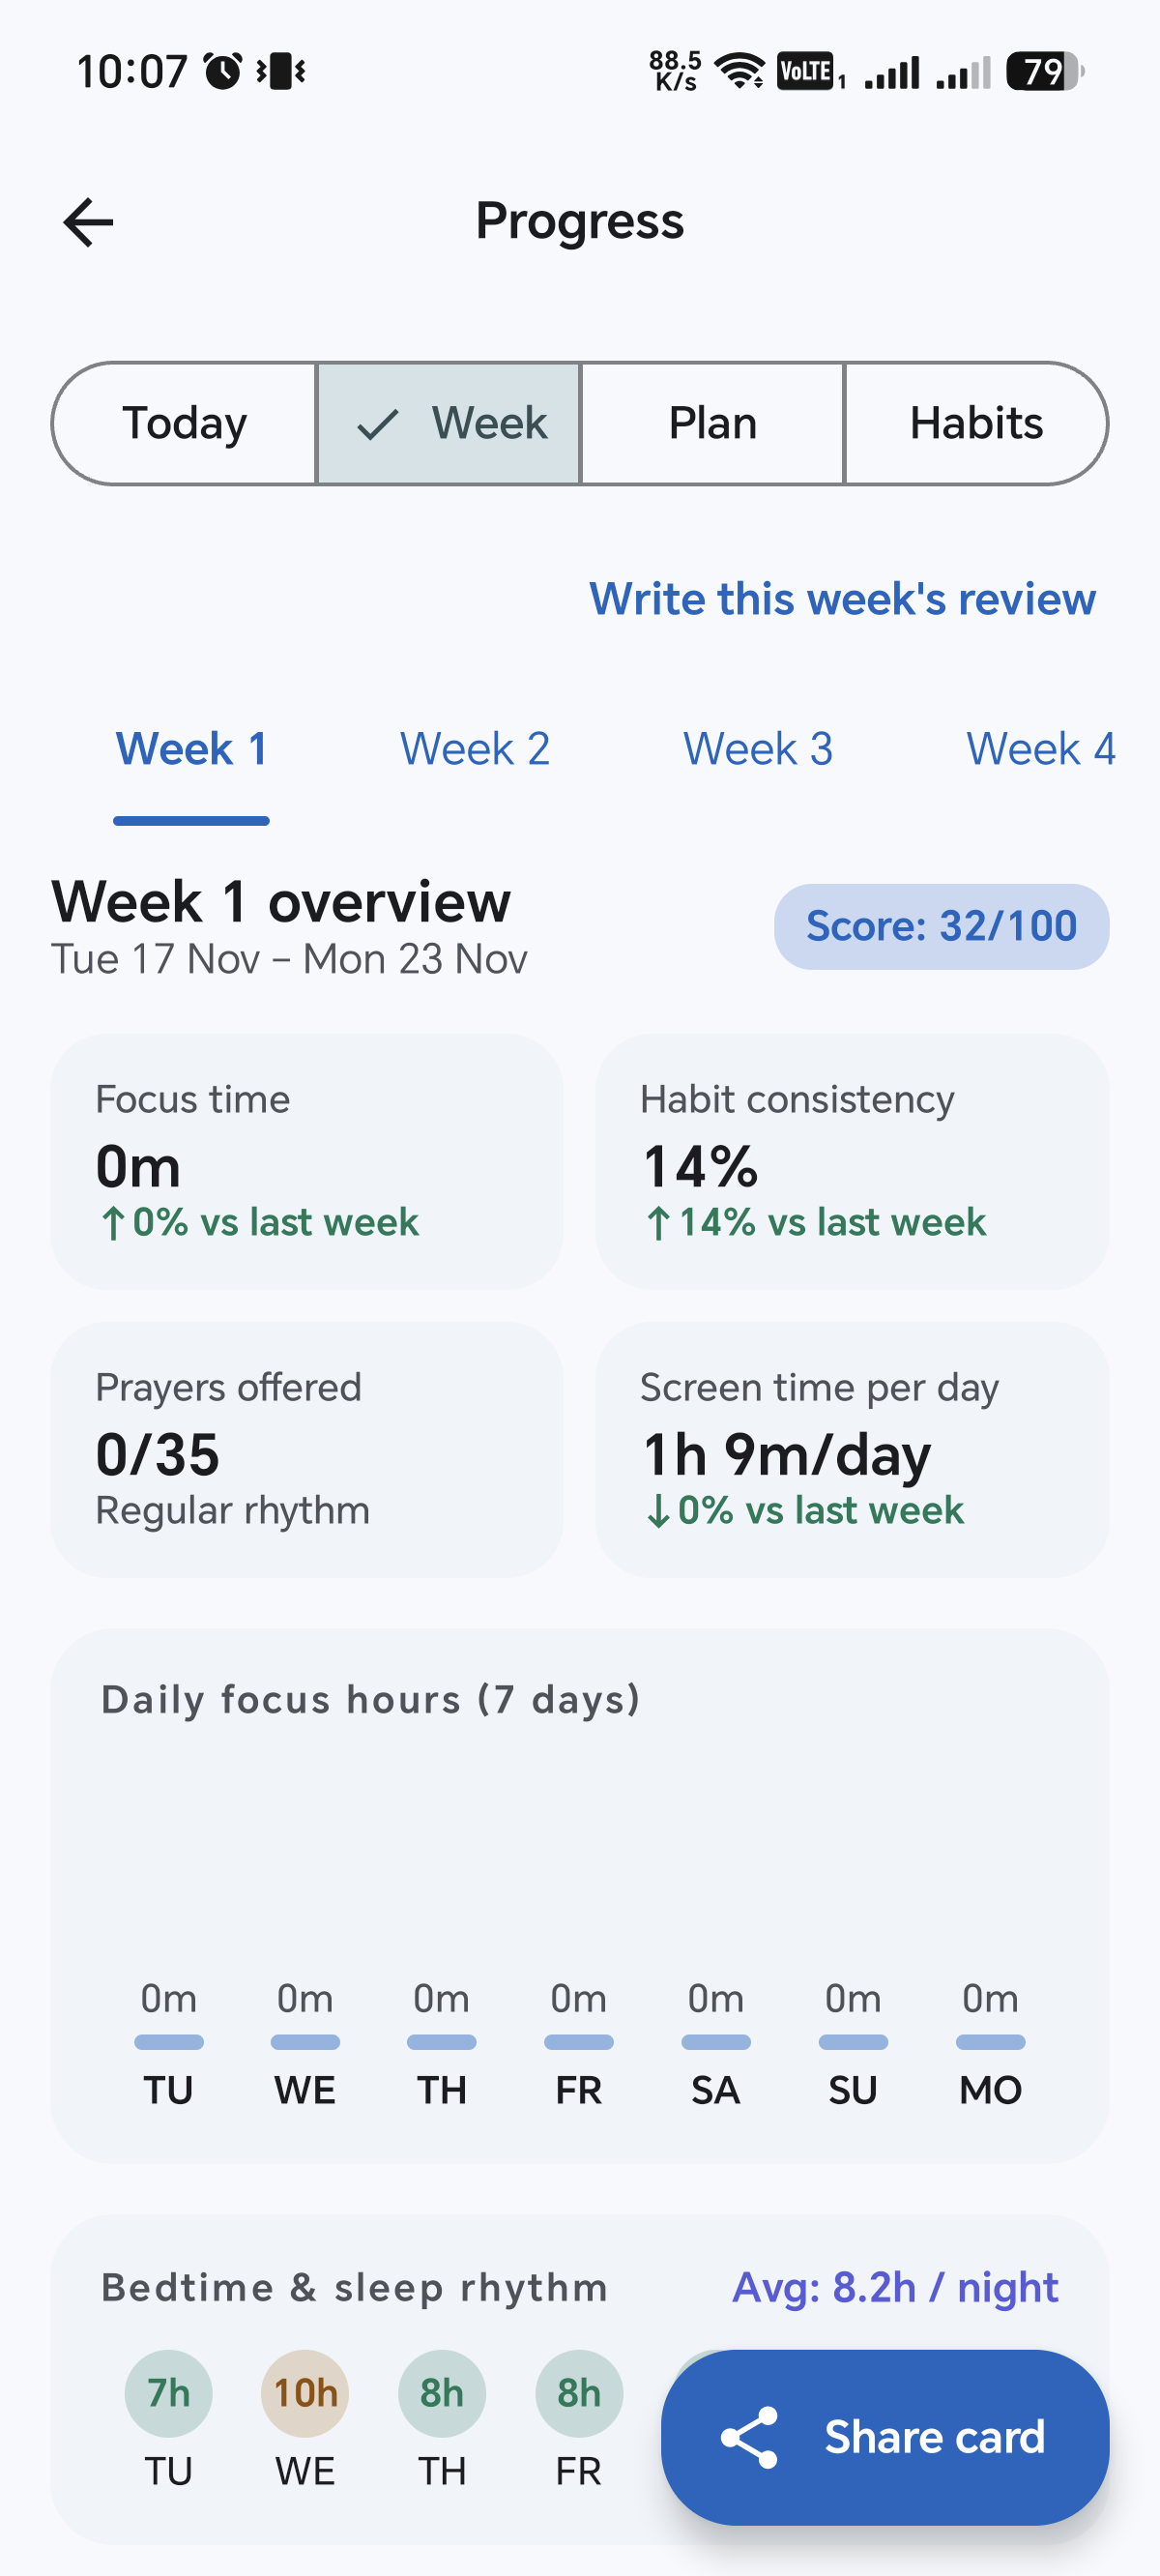 10:07 88.5 K/s VoLTE 1 79
Progress
Today Week Plan Habits
Write this week's review
Week 1 Week 2 Week 3 Week 4
Week 1 overview
Tue 17 Nov – Mon 23 Nov
Score: 32/100
Focus time
0m
↑0% vs last week
Habit consistency
14%
↑14% vs last week
Prayers offered
0/35
Regular rhythm
Screen time per day
1h 9m/day
↓0% vs last week
Daily focus hours (7 days)
0m 0m 0m 0m 0m 0m 0m
TU WE TH FR SA SU MO
Bedtime & sleep rhythm Avg: 8.2h / night
7h 10h 8h 8h
TU WE TH FR
Share card